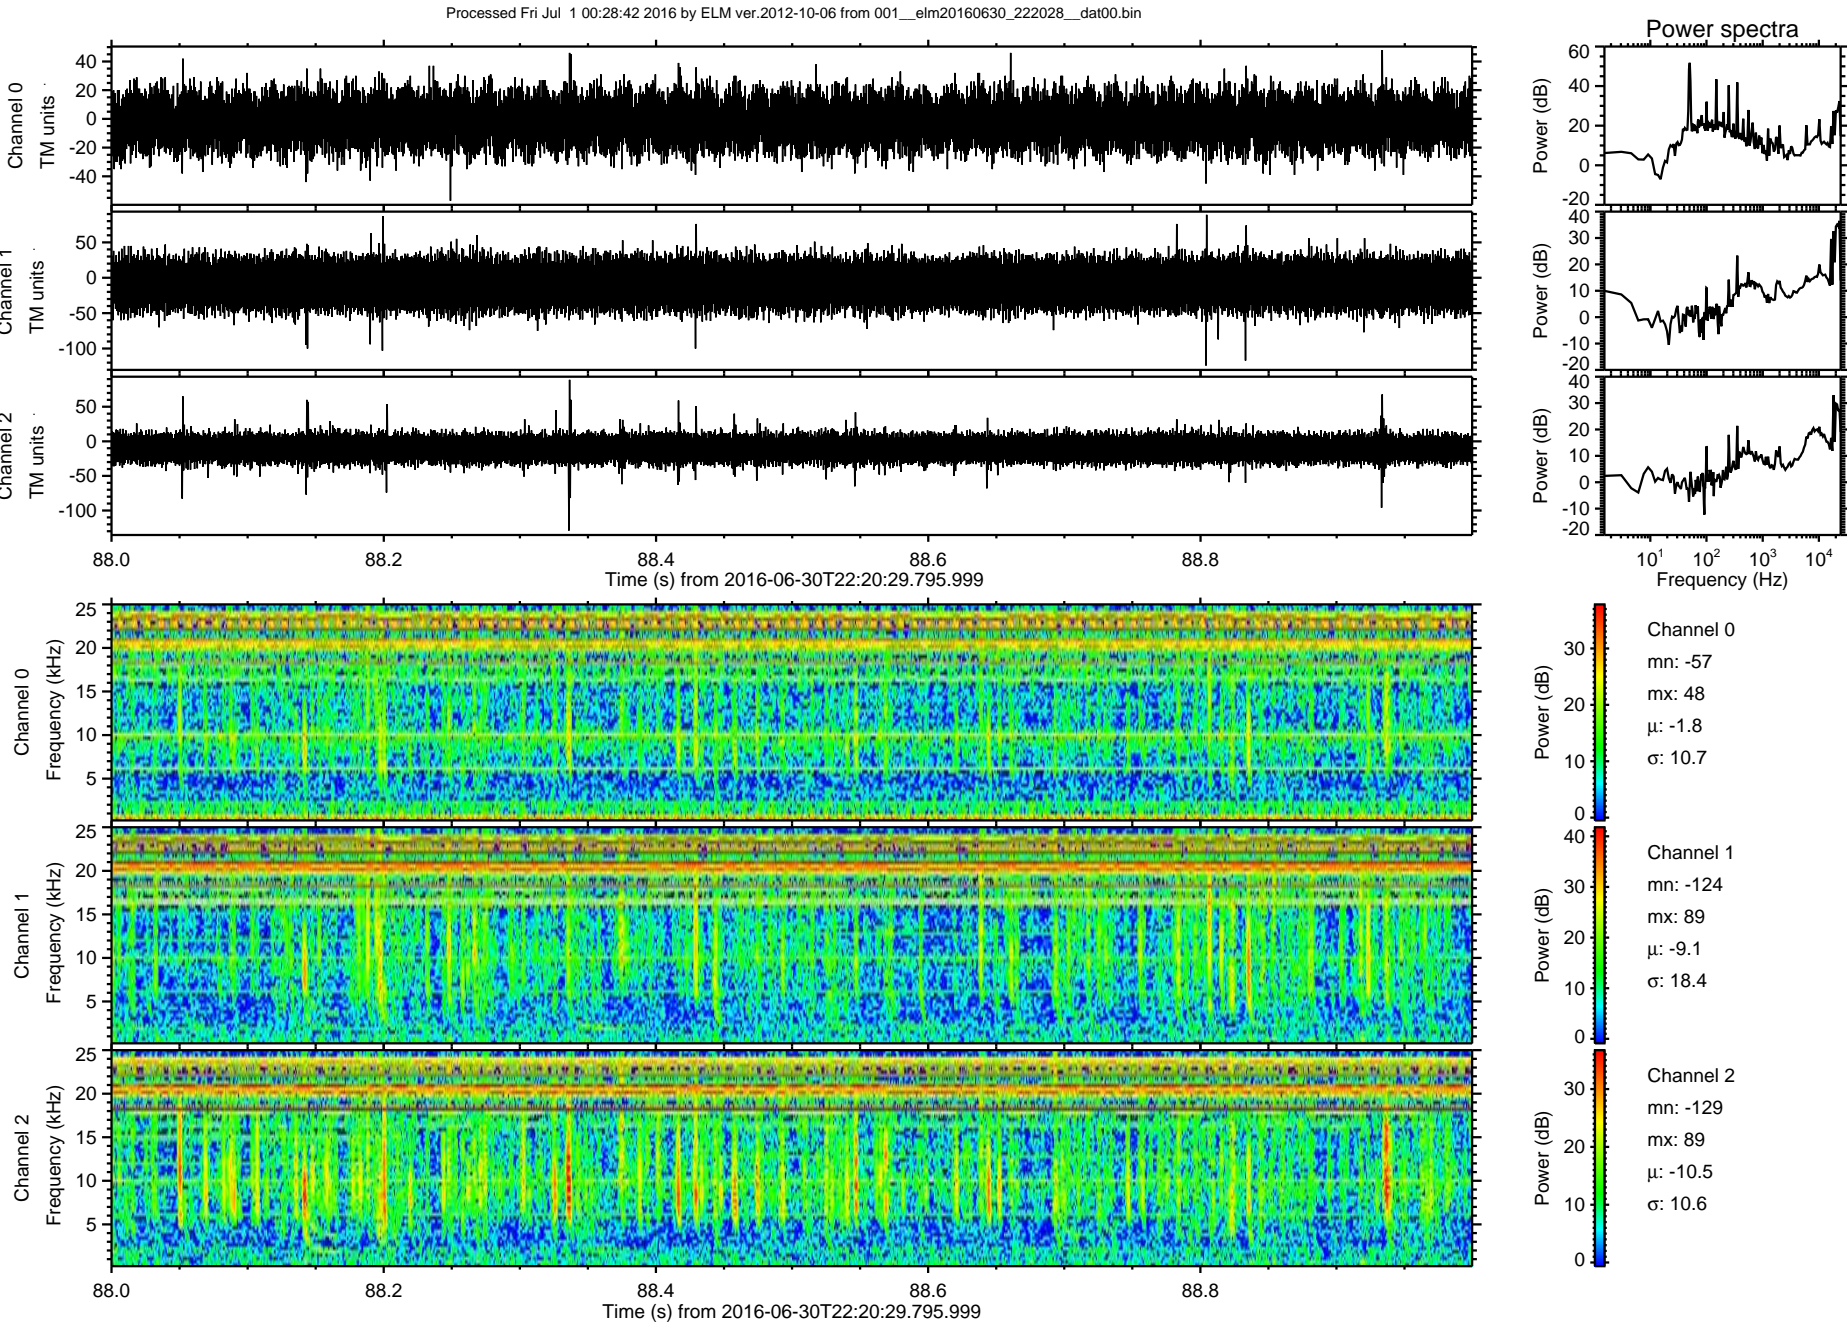 Processed Fri Jul 1 00:28:42 2016 by ELM ver.2012-10-06 from 001__elm20160630_222028__dat00.bin
Power spectra
Channel 0
TM units
40
20
0
-20
-40
Power (dB)
60
40
20
0
-20
Channel 1
TM units
50
0
-50
-100
Power (dB)
40
30
20
10
0
-10
-20
Channel 2
TM units
50
0
-50
-100
Power (dB)
40
30
20
10
0
-10
-20
88.0 88.2 88.4 88.6 88.8
Time (s) from 2016-06-30T22:20:29.795.999
10^1 10^2 10^3 10^4
Frequency (Hz)
Channel 0
Frequency (kHz)
25
20
15
10
5
Power (dB)
30
20
10
0
Channel 0
mn: -57
mx: 48
μ: -1.8
σ: 10.7
Channel 1
Frequency (kHz)
25
20
15
10
5
Power (dB)
40
30
20
10
0
Channel 1
mn: -124
mx: 89
μ: -9.1
σ: 18.4
Channel 2
Frequency (kHz)
25
20
15
10
5
Power (dB)
30
20
10
0
Channel 2
mn: -129
mx: 89
μ: -10.5
σ: 10.6
88.0 88.2 88.4 88.6 88.8
Time (s) from 2016-06-30T22:20:29.795.999